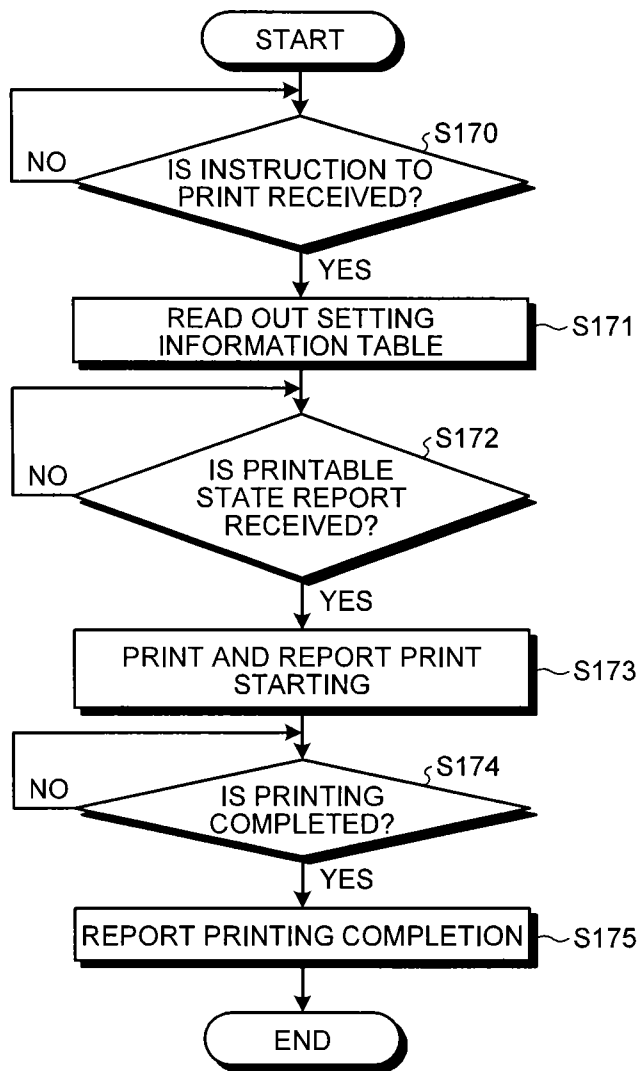 START
S170
NO
IS INSTRUCTION TO
PRINT RECEIVED?
YES
READ OUT SETTING
INFORMATION TABLE
S171
S172
NO
IS PRINTABLE
STATE REPORT
RECEIVED?
YES
PRINT AND REPORT PRINT
STARTING
S173
S174
NO
IS PRINTING
COMPLETED?
YES
REPORT PRINTING COMPLETION
S175
END